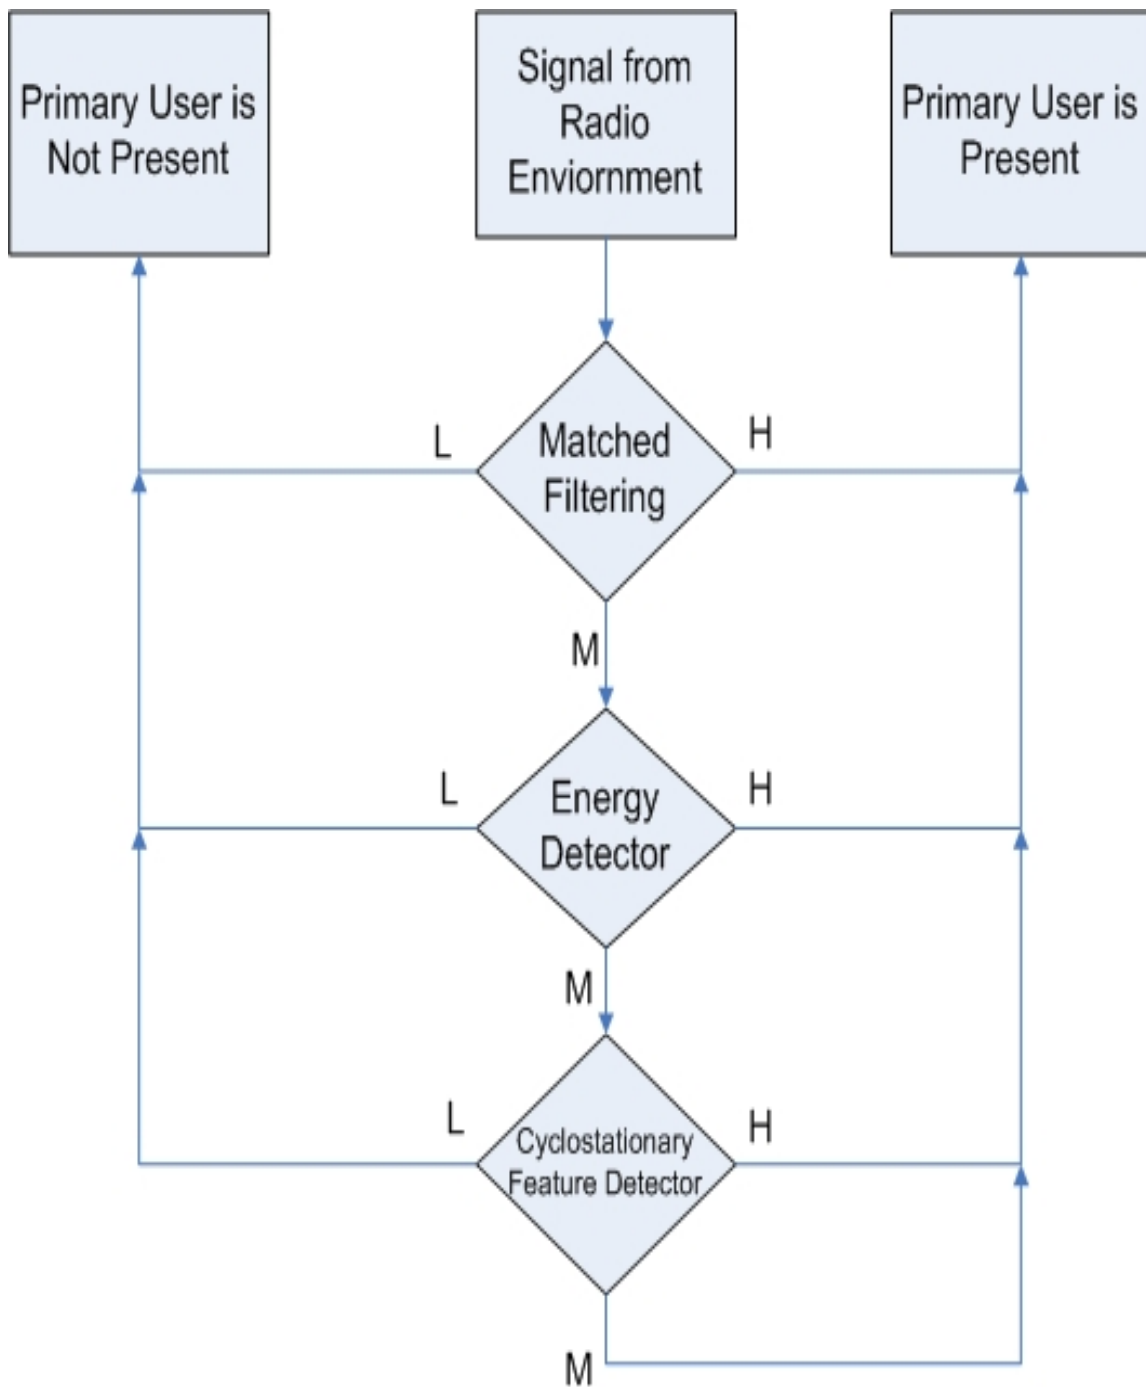 Primary User is
Not Present
Signal from
Radio
Enviornment
Primary User is
Present
L
Matched
Filtering
H
M
L
Energy
Detector
H
M
L
Cyclostationary
Feature Detector
H
M